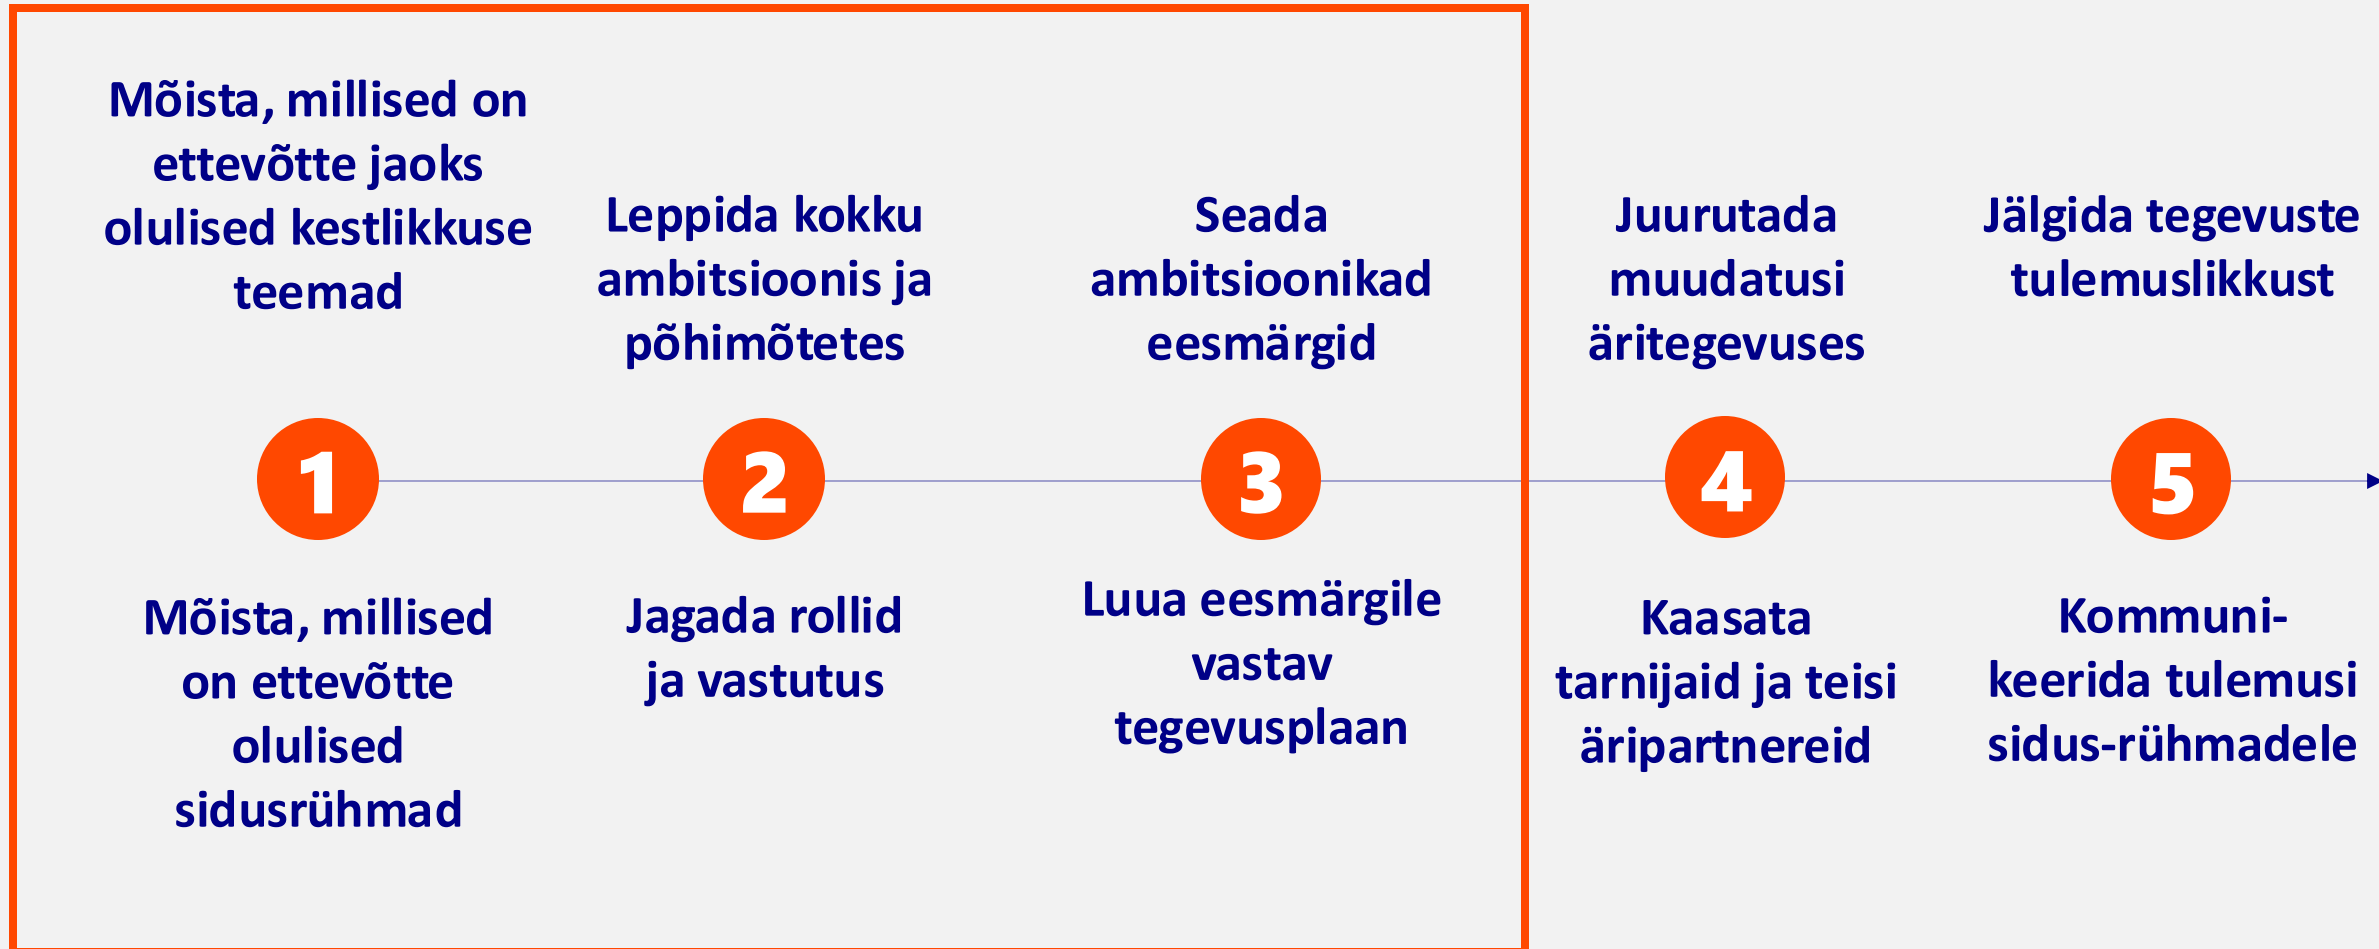 Mõista, millised on
ettevõtte jaoks
olulised kestlikkuse
teemad
Leppida kokku
ambitsioonis ja
põhimõtetes
Seada
ambitsioonikad
eesmärgid
Juurutada
muudatusi
äritegevuses
Jälgida tegevuste
tulemuslikkust
1
2
3
4
5
Mõista, millised
on ettevõtte
olulised
sidusrühmad
Jagada rollid
ja vastutus
Luua eesmärgile
vastav
tegevusplaan
Kaasata
tarnijaid ja teisi
äripartnereid
Kommuni-
keerida tulemusi
sidus-rühmadele